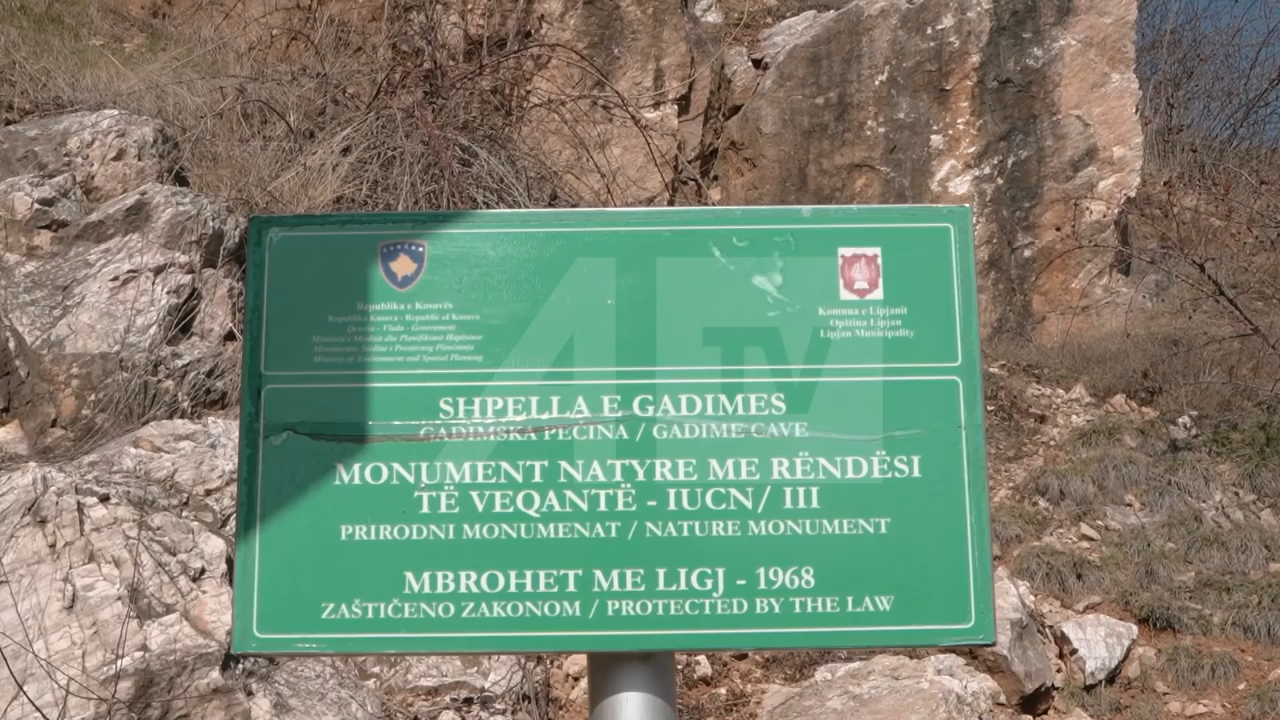 Republika e Kosovës
Republika Kosova - Republic of Kosovo
Qeveria - Vlada - Government
Ministria e Mjedisit dhe Planifikimit Hapësinor
Ministarstvo Sredine i Prostornog Planiranja
Ministry of Environment and Spatial Planning
Komuna e Lipjanit
Opština Lipjan
Lipjan Municipality
ATV
SHPELLA E GADIMES
GADIMSKA PEĆINA / GADIME CAVE
MONUMENT NATYRE ME RËNDËSI
TË VEQANTË - IUCN/ III
PRIRODNI MONUMENAT / NATURE MONUMENT
MBROHET ME LIGJ - 1968
ZAŠTIČENO ZAKONOM / PROTECTED BY THE LAW